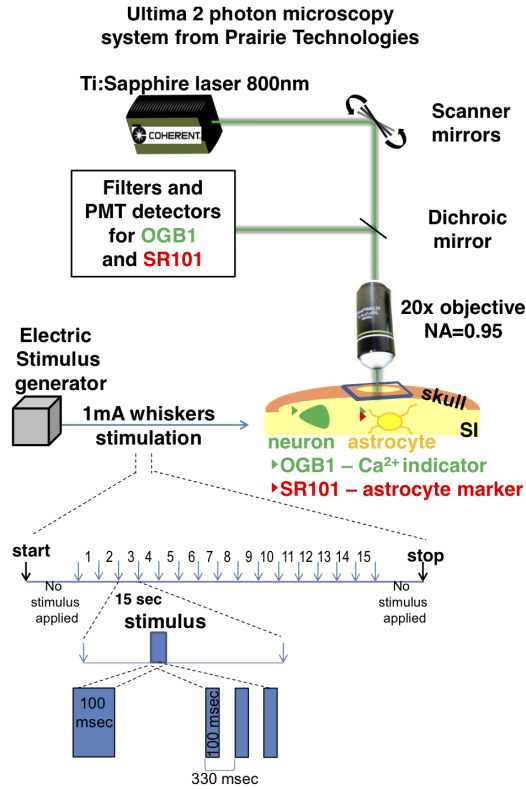 Ultima 2 photon microscopy
system from Prairie Technologies
Ti:Sapphire laser 800nm
COHERENT
Scanner
mirrors
Filters and
PMT detectors
for OGB1
and SR101
Dichroic
mirror
20x objective
NA=0.95
Electric
Stimulus
generator
1mA whiskers
stimulation
skull
SI
neuron astrocyte
OGB1 – Ca²⁺ indicator
SR101 – astrocyte marker
start
1 2 3 4 5 6 7 8 9 10 11 12 13 14 15
stop
No
stimulus
applied
15 sec
No
stimulus
applied
stimulus
100
msec
100 msec
330 msec